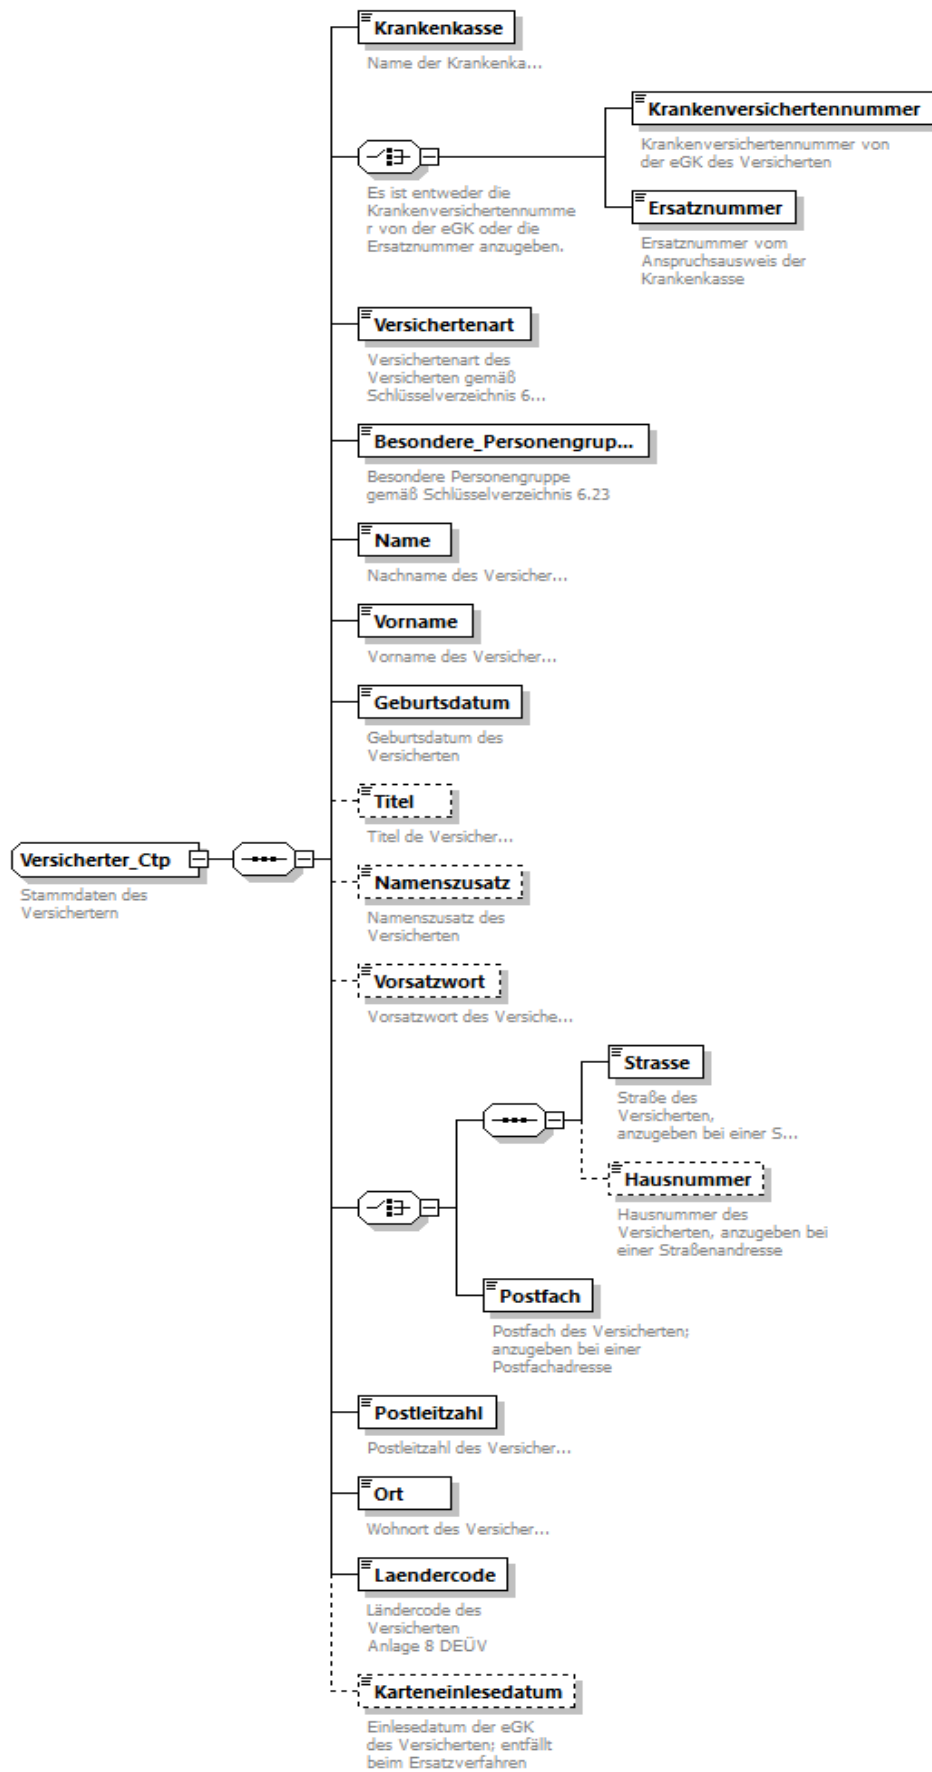 Krankenkasse
Name der Krankenka...
Krankenversichertennummer
Krankenversichertennummer von
der eGK des Versicherten
Es ist entweder die
Krankenversichertennumme
r von der eGK oder die
Ersatznummer anzugeben.
Ersatznummer
Ersatznummer vom
Anspruchsausweis der
Krankenkasse
Versichertenart
Versichertenart des
Versicherten gemäß
Schlüsselverzeichnis 6...
Besondere_Personengrup...
Besondere Personengruppe
gemäß Schlüsselverzeichnis 6.23
Name
Nachname des Versicher...
Vorname
Vorname des Versicher...
Geburtsdatum
Geburtsdatum des
Versicherten
Titel
Titel de Versicher...
Versicherter_Ctp
Stammdaten des
Versichertern
Namenszusatz
Namenszusatz des
Versicherten
Vorsatzwort
Vorsatzwort des Versiche...
Strasse
Straße des
Versicherten,
anzugeben bei einer S...
Hausnummer
Hausnummer des
Versicherten, anzugeben bei
einer Straßenandresse
Postfach
Postfach des Versicherten;
anzugeben bei einer
Postfachadresse
Postleitzahl
Postleitzahl des Versicher...
Ort
Wohnort des Versicher...
Laendercode
Ländercode des
Versicherten
Anlage 8 DEÜV
Karteneinlesedatum
Einlesedatum der eGK
des Versicherten; entfällt
beim Ersatzverfahren